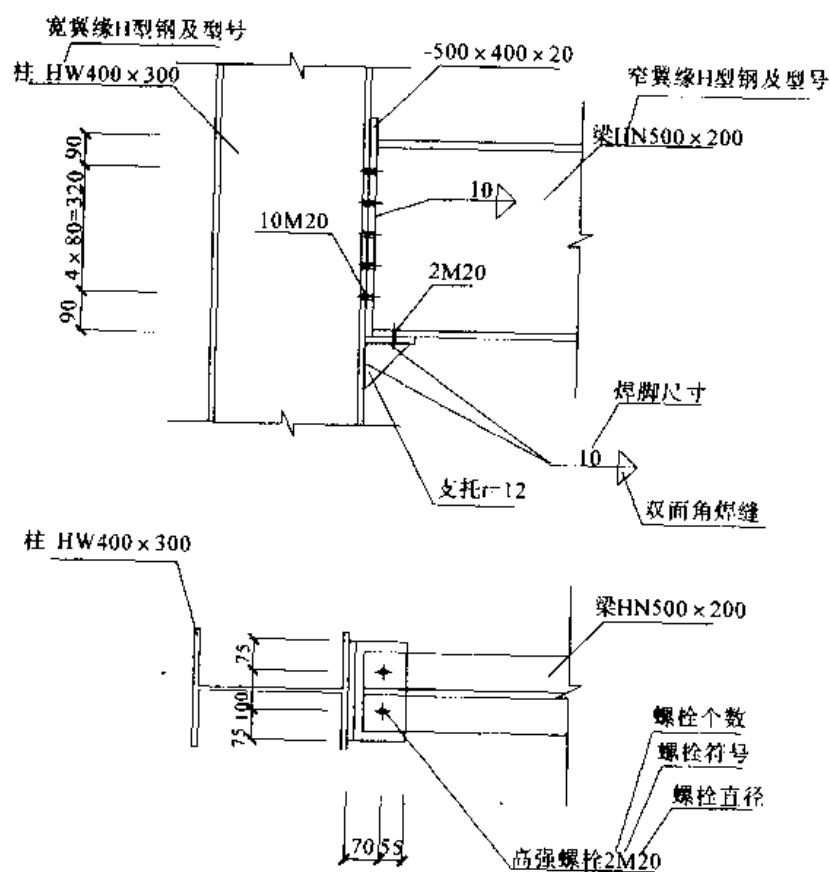 宽翼缘H型钢及型号
柱 HW400×300
-500×400×20
窄翼缘H型钢及型号
梁HN500×200
90
4×80=320
90
10M20
10
2M20
焊脚尺寸
10
支托t=12
双面角焊缝
柱 HW400×300
梁HN500×200
75
100
75
螺栓个数
螺栓符号
螺栓直径
70
55
高强螺栓2M20